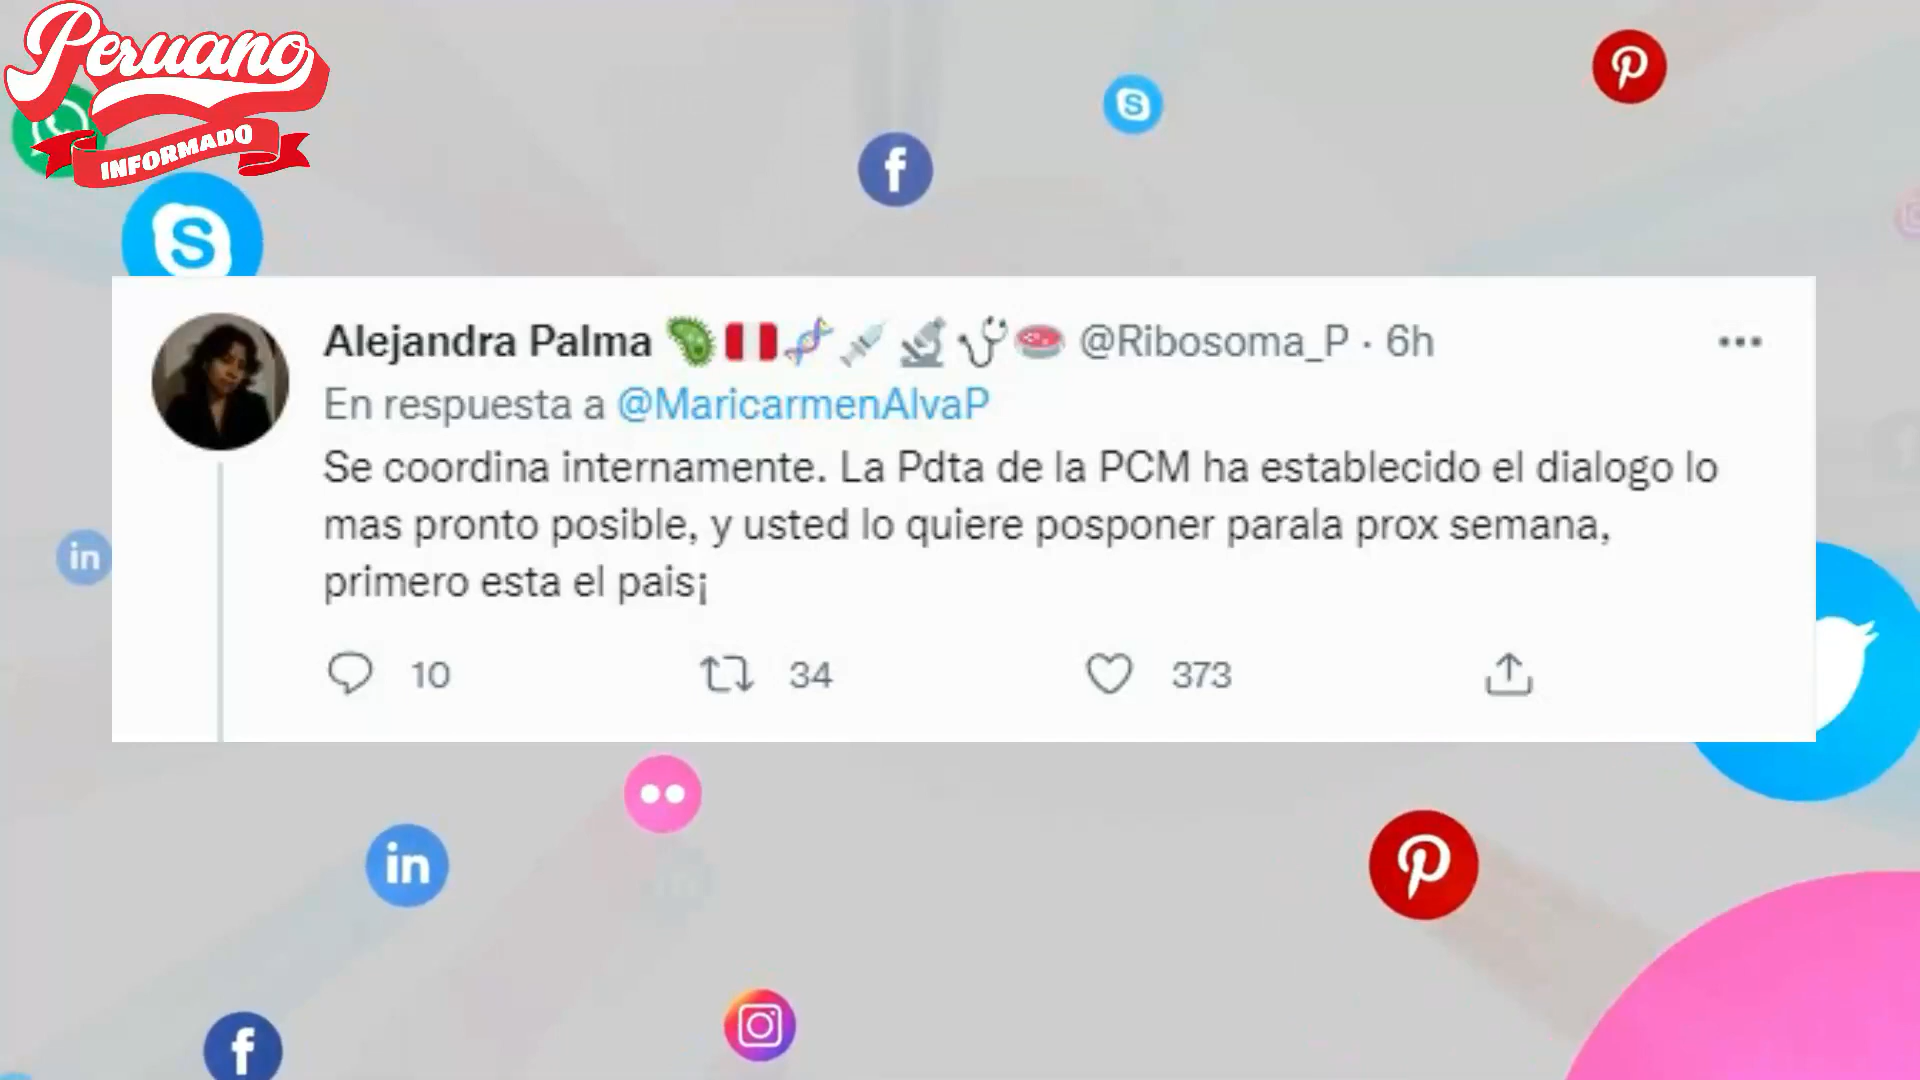 Peruano
INFORMADO
Alejandra Palma @Ribosoma_P · 6h
En respuesta a @MaricarmenAlvaP
Se coordina internamente. La Pdta de la PCM ha establecido el dialogo lo
mas pronto posible, y usted lo quiere posponer parala prox semana,
primero esta el pais¡
10 34 373